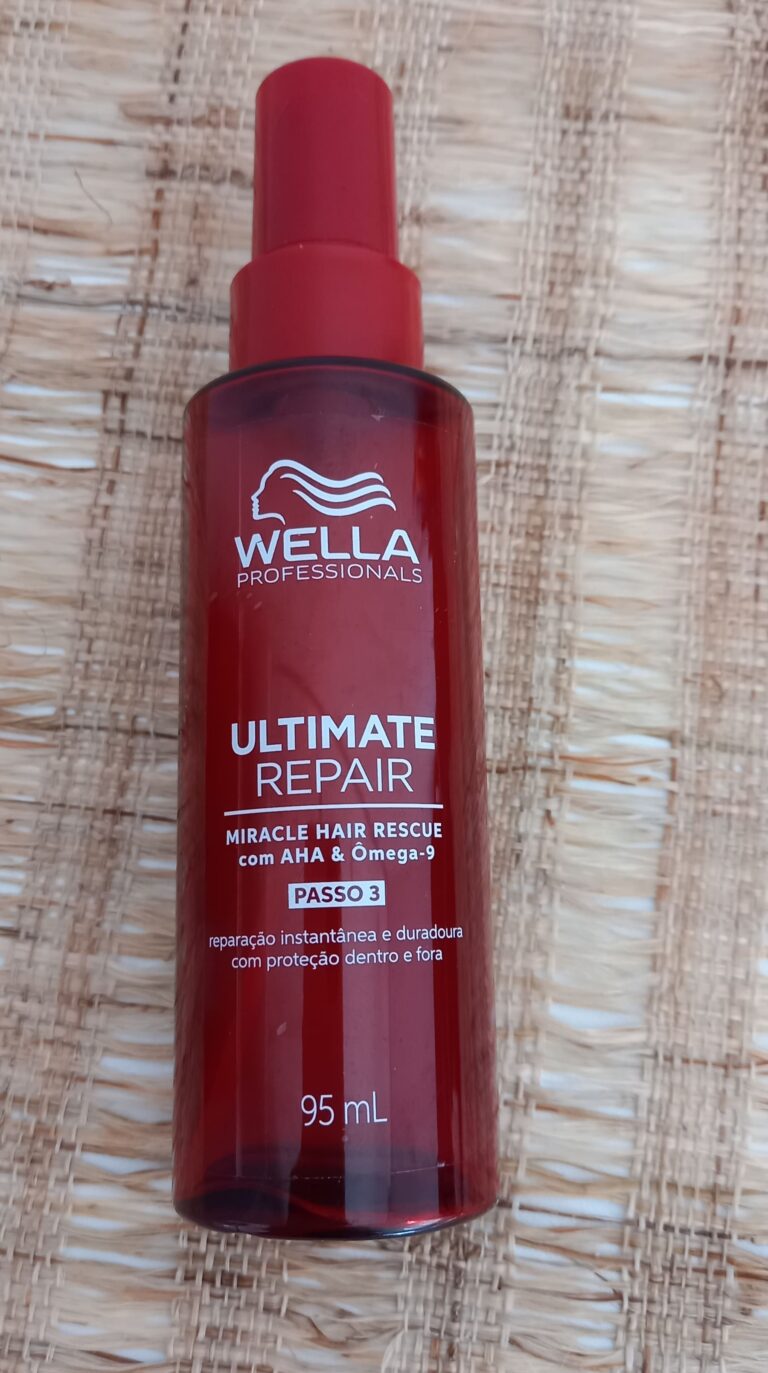 WELLA
PROFESSIONALS
ULTIMATE
REPAIR
MIRACLE HAIR RESCUE
com AHA & Ômega-9
PASSO 3
reparação instantânea e duradoura
com proteção dentro e fora
95 mL